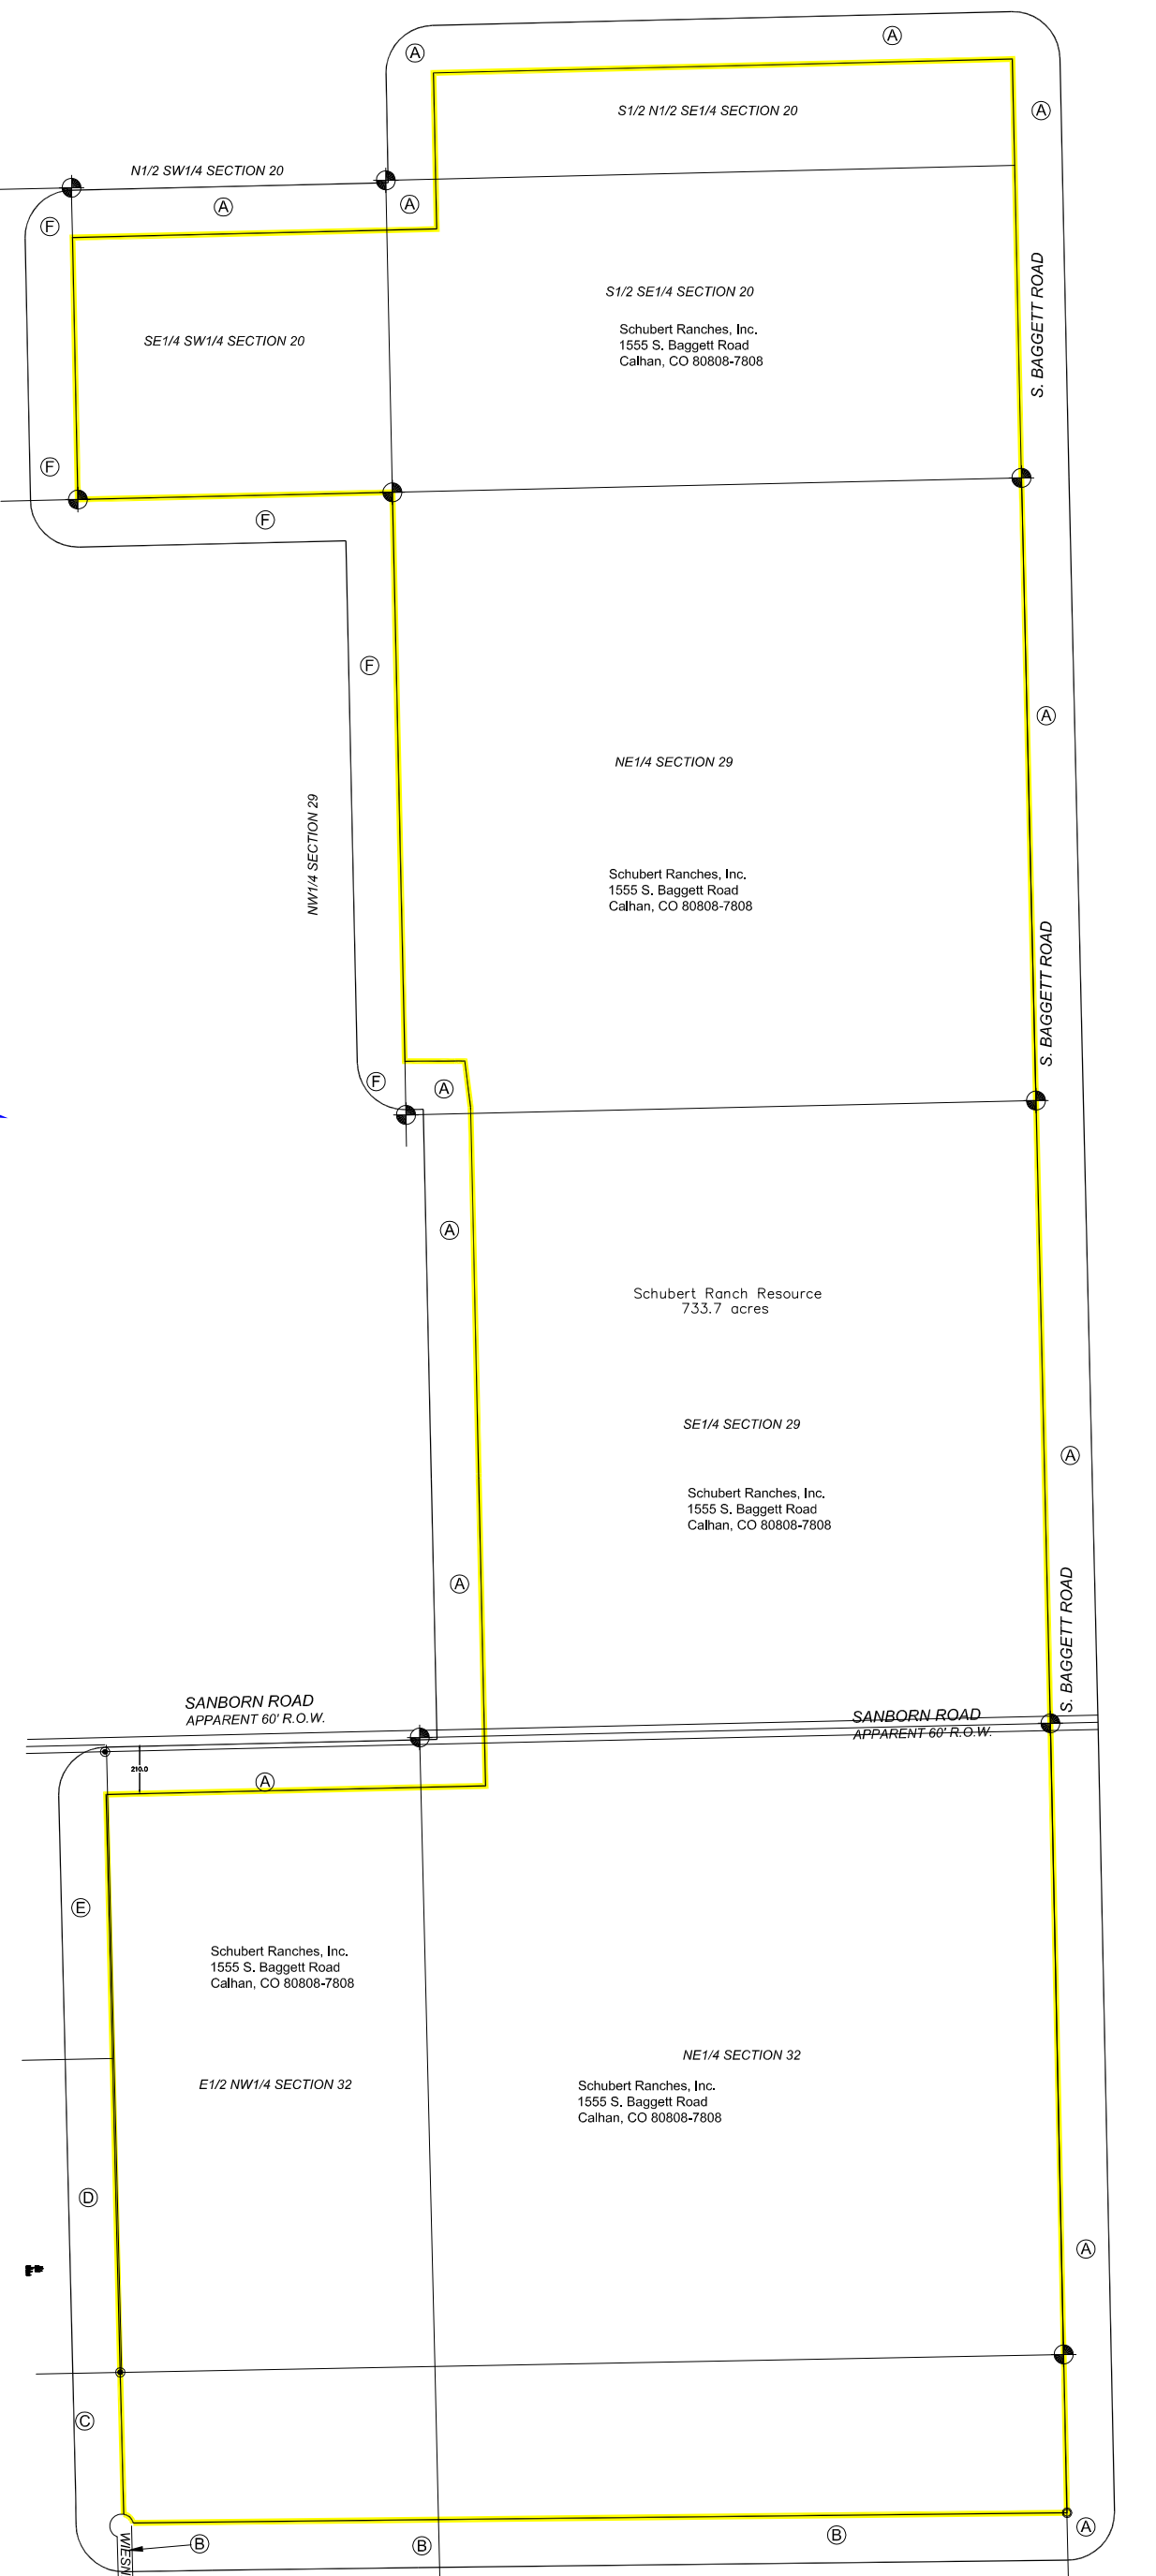 A
A
S1/2 N1/2 SE1/4 SECTION 20
A
N1/2 SW1/4 SECTION 20
A
A
F
S. BAGGETT ROAD
S1/2 SE1/4 SECTION 20
Schubert Ranches, Inc.
1555 S. Baggett Road
Calhan, CO 80808-7808
SE1/4 SW1/4 SECTION 20
F
F
F
A
NE1/4 SECTION 29
NW1/4 SECTION 29
Schubert Ranches, Inc.
1555 S. Baggett Road
Calhan, CO 80808-7808
S. BAGGETT ROAD
F
A
A
Schubert Ranch Resource
733.7 acres
SE1/4 SECTION 29
A
Schubert Ranches, Inc.
1555 S. Baggett Road
Calhan, CO 80808-7808
A
S. BAGGETT ROAD
SANBORN ROAD
APPARENT 60' R.O.W.
SANBORN ROAD
APPARENT 60' R.O.W.
210.0
A
E
Schubert Ranches, Inc.
1555 S. Baggett Road
Calhan, CO 80808-7808
NE1/4 SECTION 32
E1/2 NW1/4 SECTION 32
Schubert Ranches, Inc.
1555 S. Baggett Road
Calhan, CO 80808-7808
D
A
C
A
B
B
B
WIESN